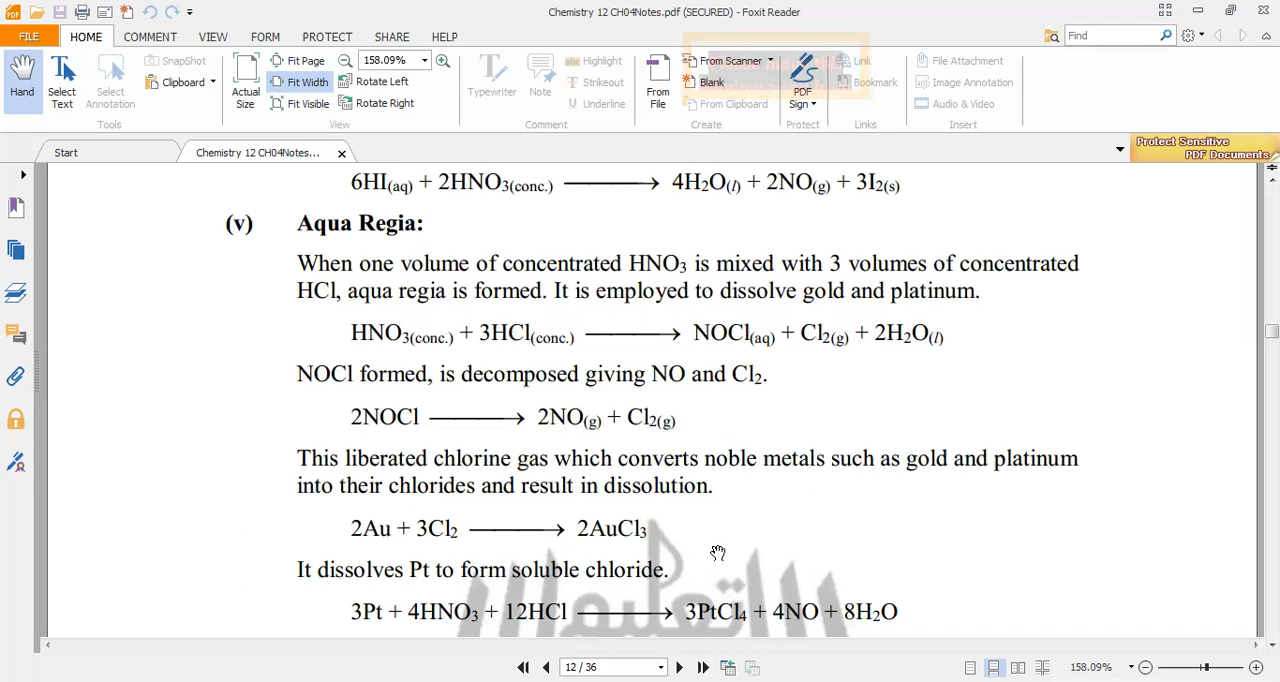 Chemistry 12 CH04Notes.pdf (SECURED) - Foxit Reader
FILE HOME COMMENT VIEW FORM PROTECT SHARE HELP Find
Hand
Select Text
Select Annotation
SnapShot
Clipboard
Tools
Actual Size
Fit Page
Fit Width
Fit Visible
158.09%
Rotate Left
Rotate Right
View
Typewriter
Note
Highlight
Strikeout
Underline
Comment
From File
From Scanner
Blank
From Clipboard
Create
PDF Sign
Protect
Link
Bookmark
Links
File Attachment
Image Annotation
Audio & Video
Insert
Start
Chemistry 12 CH04Notes...
Protect Sensitive
PDF Documents
6HI(aq) + 2HNO3(conc.) ⟶ 4H2O(l) + 2NO(g) + 3I2(s)
(v) Aqua Regia:
When one volume of concentrated HNO3 is mixed with 3 volumes of concentrated
HCl, aqua regia is formed. It is employed to dissolve gold and platinum.
HNO3(conc.) + 3HCl(conc.) ⟶ NOCl(aq) + Cl2(g) + 2H2O(l)
NOCl formed, is decomposed giving NO and Cl2.
2NOCl ⟶ 2NO(g) + Cl2(g)
This liberated chlorine gas which converts noble metals such as gold and platinum
into their chlorides and result in dissolution.
2Au + 3Cl2 ⟶ 2AuCl3
It dissolves Pt to form soluble chloride.
3Pt + 4HNO3 + 12HCl ⟶ 3PtCl4 + 4NO + 8H2O
12 / 36
158.09%